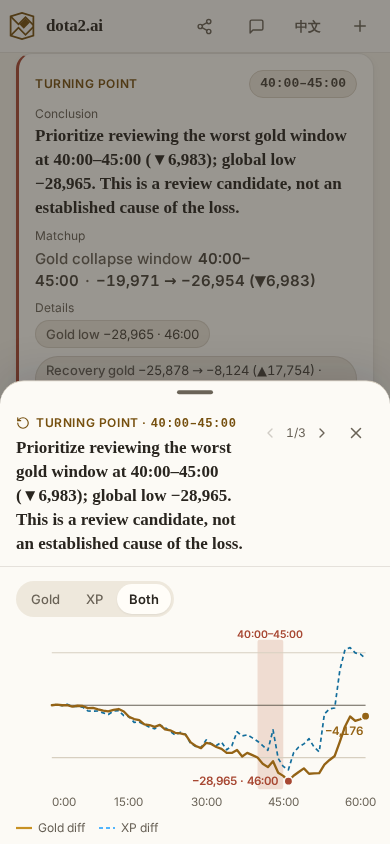 dota2.ai
中文
TURNING POINT
40:00–45:00
Conclusion
Prioritize reviewing the worst gold window
at 40:00–45:00 (▼6,983); global low
−28,965. This is a review candidate, not an
established cause of the loss.
Matchup
Gold collapse window 40:00–
45:00 · −19,971 → −26,954 (▼6,983)
Details
Gold low −28,965 · 46:00
Recovery gold −25,878 → −8,124 (▲17,754) ·
TURNING POINT · 40:00–45:00
1/3
Prioritize reviewing the worst
gold window at 40:00–45:00
(▼6,983); global low −28,965.
This is a review candidate, not
an established cause of the loss.
Gold
XP
Both
40:00–45:00
−4,176
−28,965 · 46:00
0:00
15:00
30:00
45:00
60:00
Gold diff
XP diff